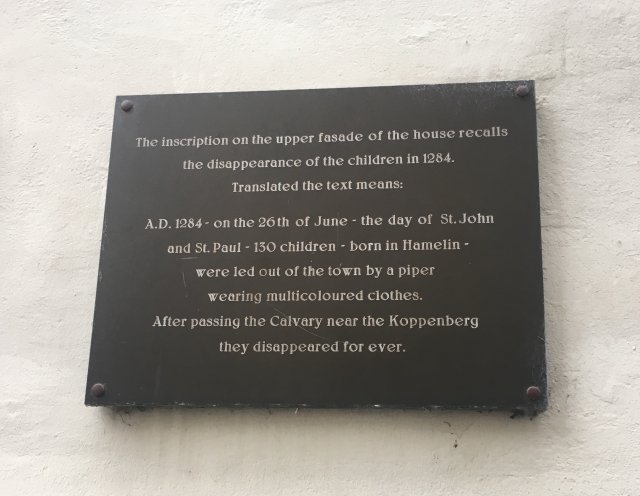 The inscription on the upper fasade of the house recalls
the disappearance of the children in 1284.
Translated the text means:
A.D. 1284 - on the 26th of June - the day of St. John
and St. Paul - 130 children - born in Hamelin -
were led out of the town by a piper
wearing multicoloured clothes.
After passing the Calvary near the Koppenberg
they disappeared for ever.